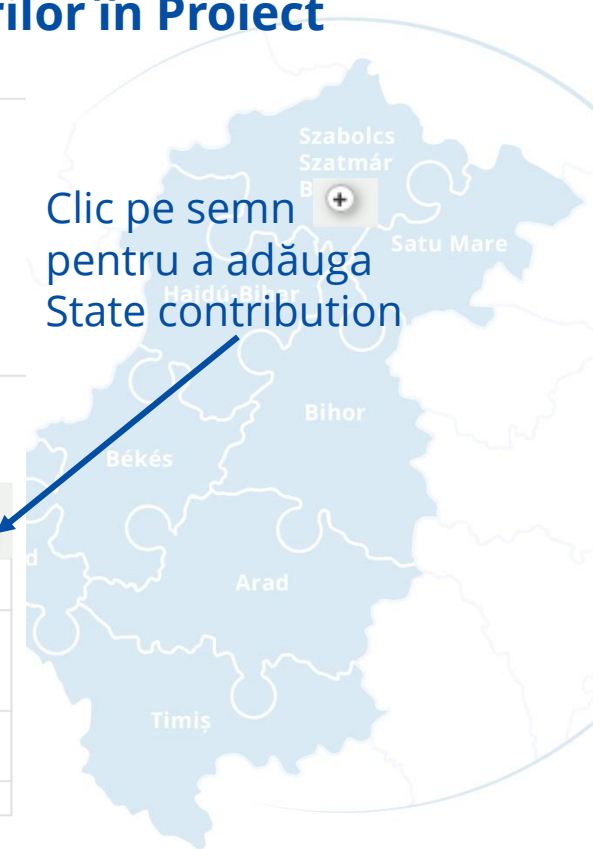 rilor în Proiect
Szabolcs
Szatmár
B
Clic pe semn
pentru a adăuga
State contribution
Satu Mare
Hajdú-Bihar
Bihor
Békés
d
Arad
Timiș